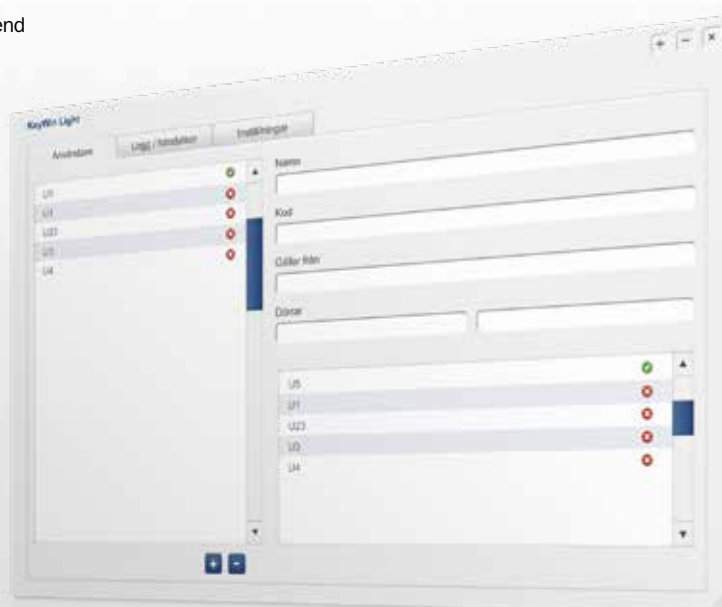 end
KeyWin Light
Användare
Logg / Händelser
Inställningar
Namn
Kod
Gäller från
Dörrar
U5
U1
U23
U3
U4
U5
U1
U23
U3
U4